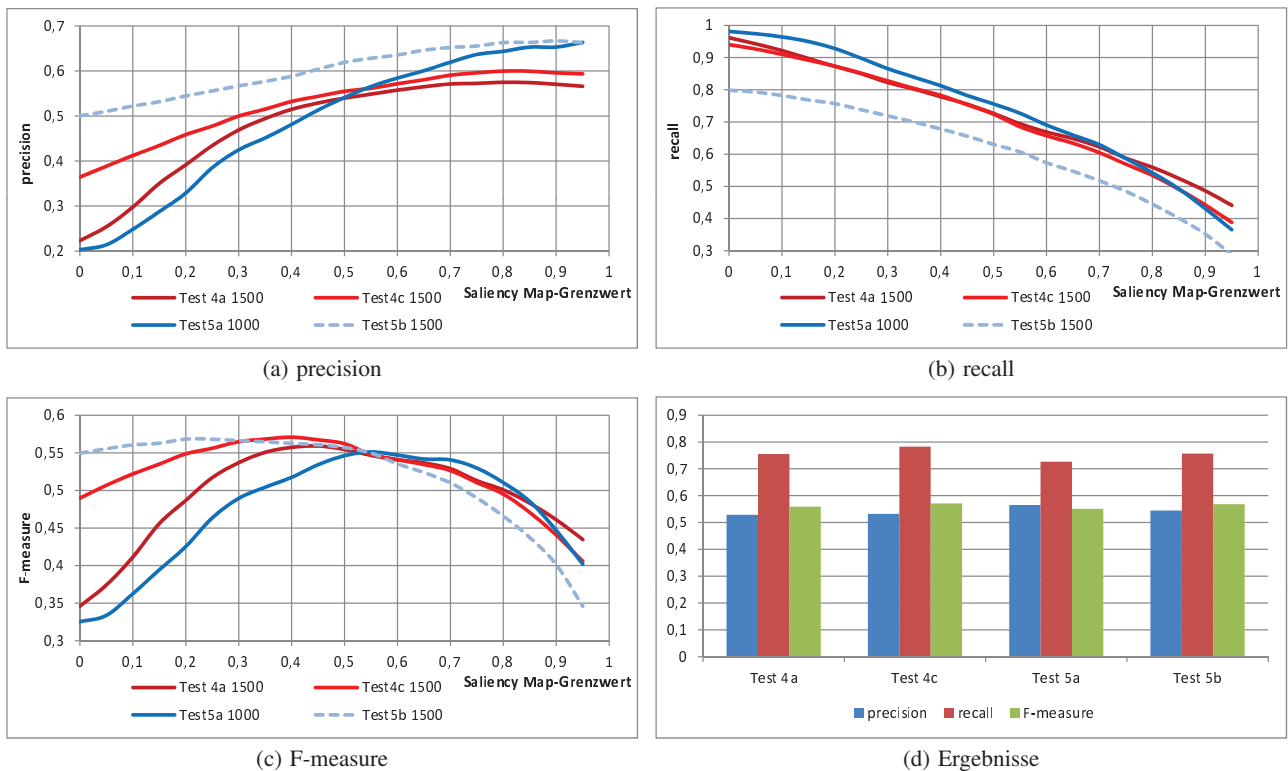 0,7
0,6
0,5
0,4
0,3
0,2
precision
0 0,1 0,2 0,3 0,4 0,5 0,6 0,7 0,8 0,9 1
Saliency Map-Grenzwert
Test 4a 1500 Test4c 1500
Test5a 1000 Test5b 1500
(a) precision
1
0,9
0,8
0,7
0,6
0,5
0,4
0,3
recall
0 0,1 0,2 0,3 0,4 0,5 0,6 0,7 0,8 0,9 1
Saliency Map-Grenzwert
Test 4a 1500 Test4c 1500
Test5a 1000 Test5b 1500
(b) recall
0,6
0,55
0,5
0,45
0,4
0,35
0,3
F-measure
0 0,1 0,2 0,3 0,4 0,5 0,6 0,7 0,8 0,9 1
Saliency Map-Grenzwert
Test 4a 1500 Test4c 1500
Test5a 1000 Test5b 1500
(c) F-measure
0,9
0,8
0,7
0,6
0,5
0,4
0,3
0,2
0,1
0
Test 4a Test 4c Test 5a Test 5b
precision recall F-measure
(d) Ergebnisse